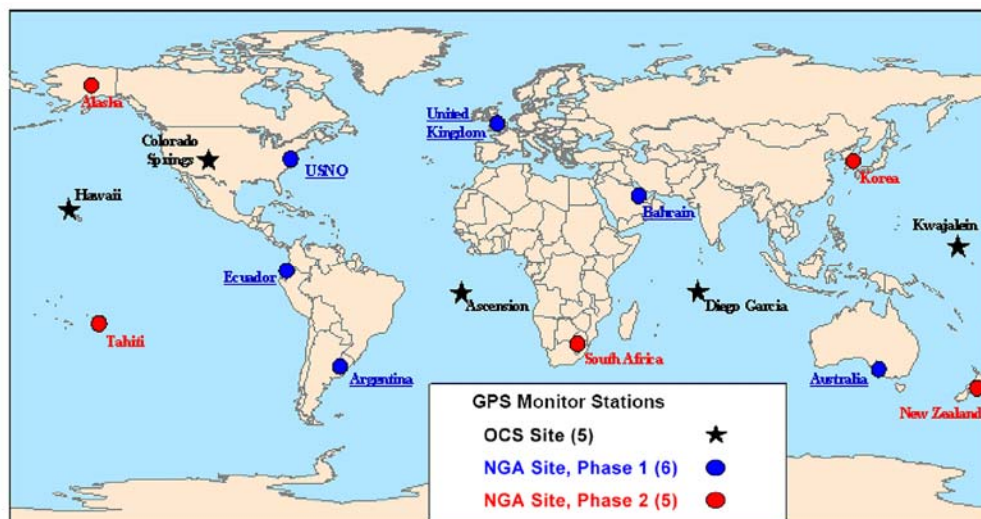 Alaska
Colorado
Springs
USNO
Hawaii
United
Kingdom
Bahrain
Korea
Kwajalein
Ecuador
Ascension
Diego Garcia
Tahiti
South Africa
Argentina
Australia
New Zealand
GPS Monitor Stations
OCS Site (5)
NGA Site, Phase 1 (6)
NGA Site, Phase 2 (5)